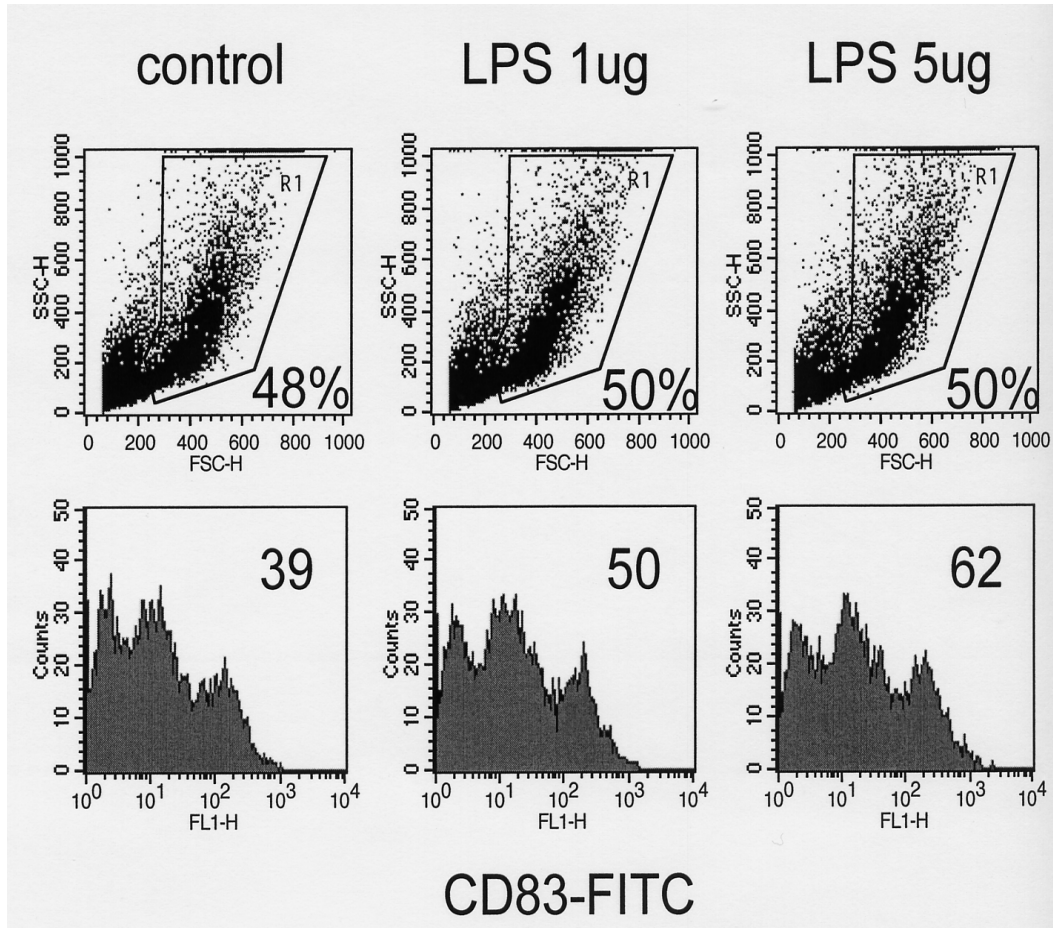 control LPS 1ug LPS 5ug
1000 800 600 400 200 0
SSC-H
R1
48%
0 200 400 600 800 1000
FSC-H
1000 800 600 400 200 0
SSC-H
R1
50%
0 200 400 600 800 1000
FSC-H
1000 800 600 400 200 0
SSC-H
R1
50%
0 200 400 600 800 1000
FSC-H
50 40 30 20 10 0
Counts
39
10^0 10^1 10^2 10^3 10^4
FL1-H
50 40 30 20 10 0
Counts
50
10^0 10^1 10^2 10^3 10^4
FL1-H
50 40 30 20 10 0
Counts
62
10^0 10^1 10^2 10^3 10^4
FL1-H
CD83-FITC